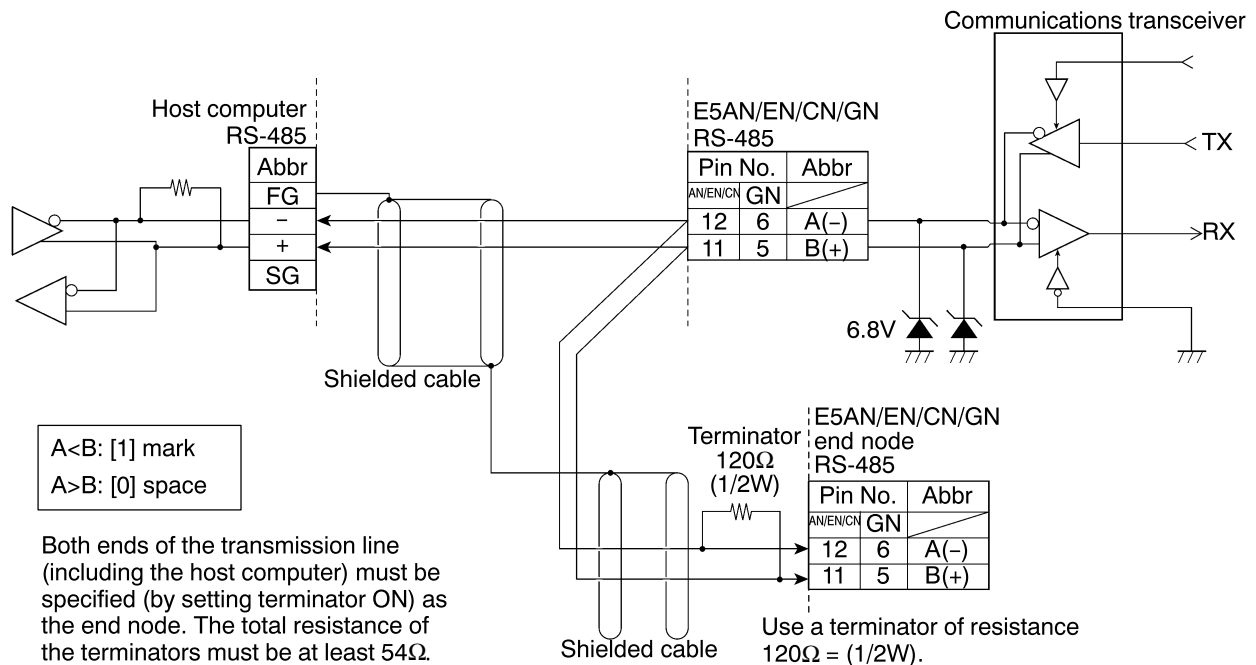 Communications transceiver
Host computer
RS-485
Abbr
FG
−
+
SG
E5AN/EN/CN/GN
RS-485
Pin No. Abbr
AN/EN/CN GN
12 6 A(−)
11 5 B(+)
TX
RX
6.8V
Shielded cable
A<B: [1] mark
A>B: [0] space
Terminator
120Ω
(1/2W)
E5AN/EN/CN/GN
end node
RS-485
Pin No. Abbr
AN/EN/CN GN
12 6 A(−)
11 5 B(+)
Both ends of the transmission line
(including the host computer) must be
specified (by setting terminator ON) as
the end node. The total resistance of
the terminators must be at least 54Ω.
Shielded cable
Use a terminator of resistance
120Ω = (1/2W).